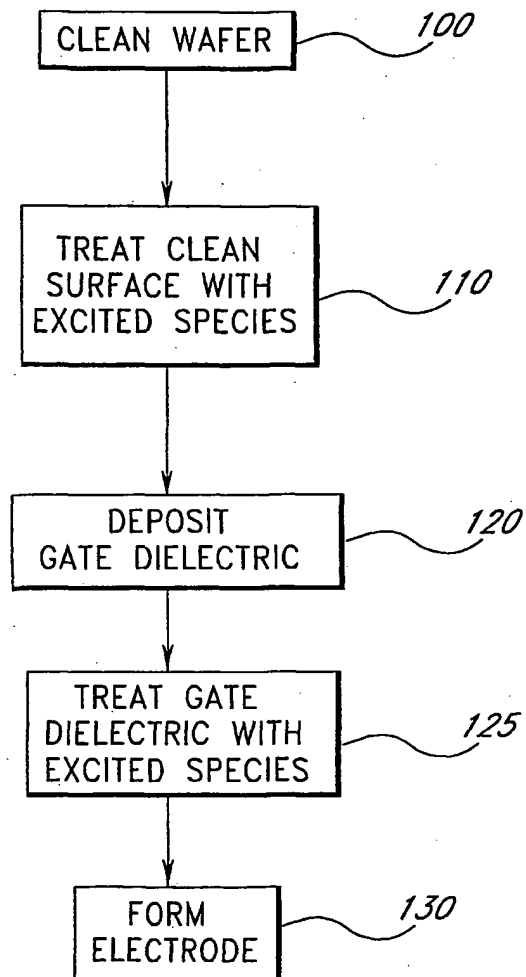 CLEAN WAFER
100
TREAT CLEAN
SURFACE WITH
EXCITED SPECIES
110
DEPOSIT
GATE DIELECTRIC
120
TREAT GATE
DIELECTRIC WITH
EXCITED SPECIES
125
FORM
ELECTRODE
130